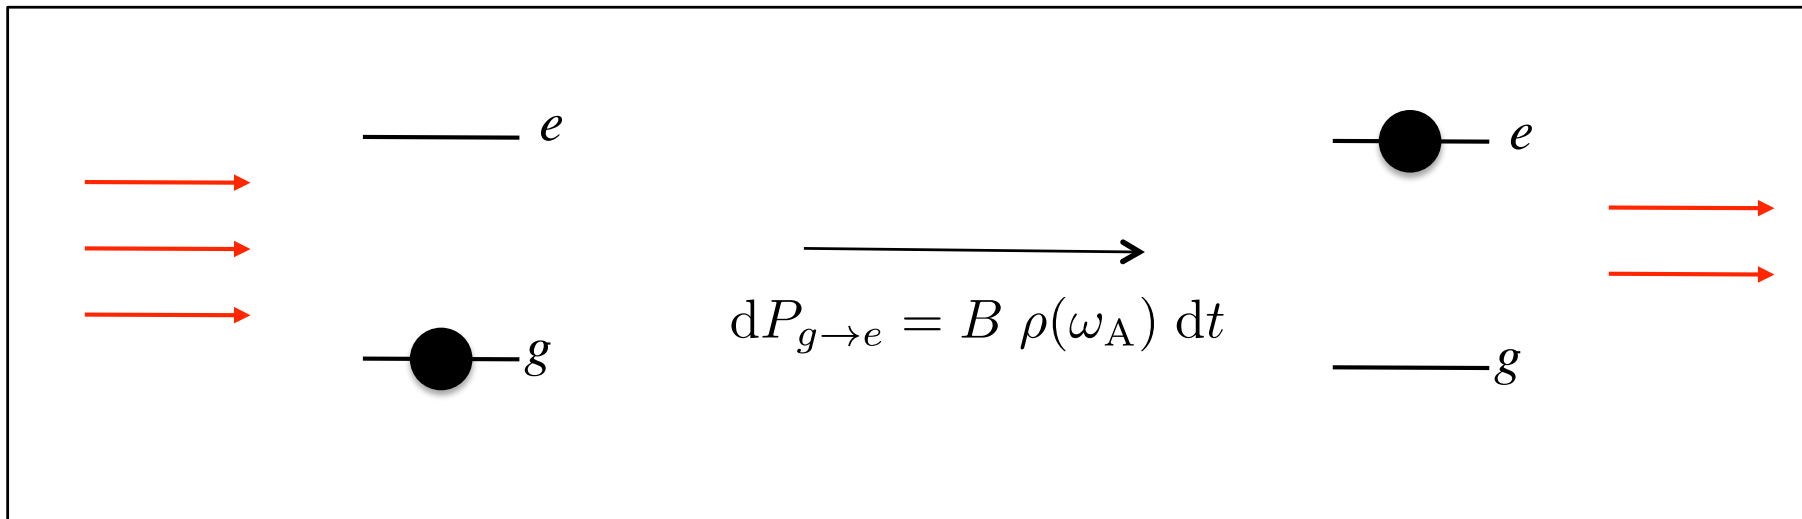 e
e
g
dP_{g→e} = B ρ(ω_A) dt
g